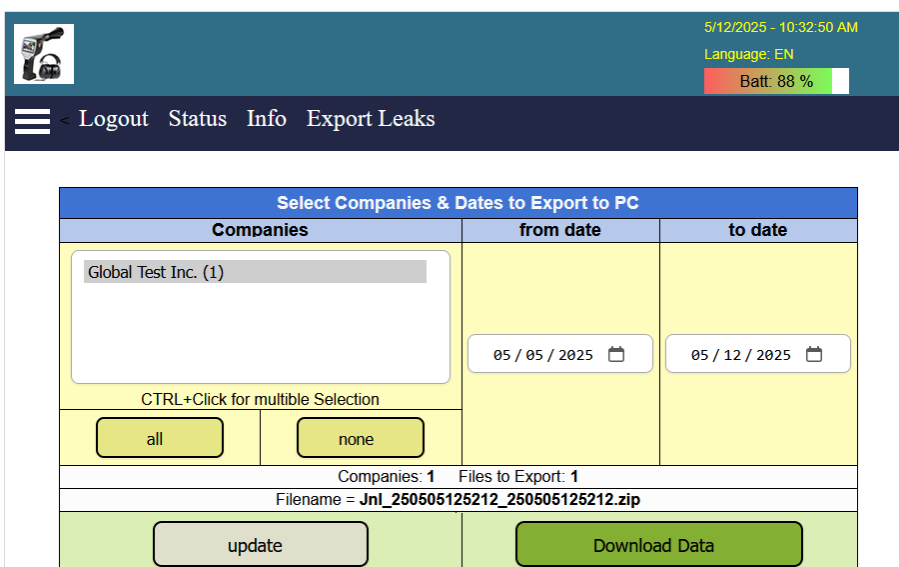 5/12/2025 - 10:32:50 AM
Language: EN
Batt: 88 %
< Logout Status Info Export Leaks
Select Companies & Dates to Export to PC
Companies from date to date
Global Test Inc. (1)
05/05/2025 05/12/2025
CTRL+Click for multible Selection
all none
Companies: 1 Files to Export: 1
Filename = Jnl_250505125212_250505125212.zip
update Download Data